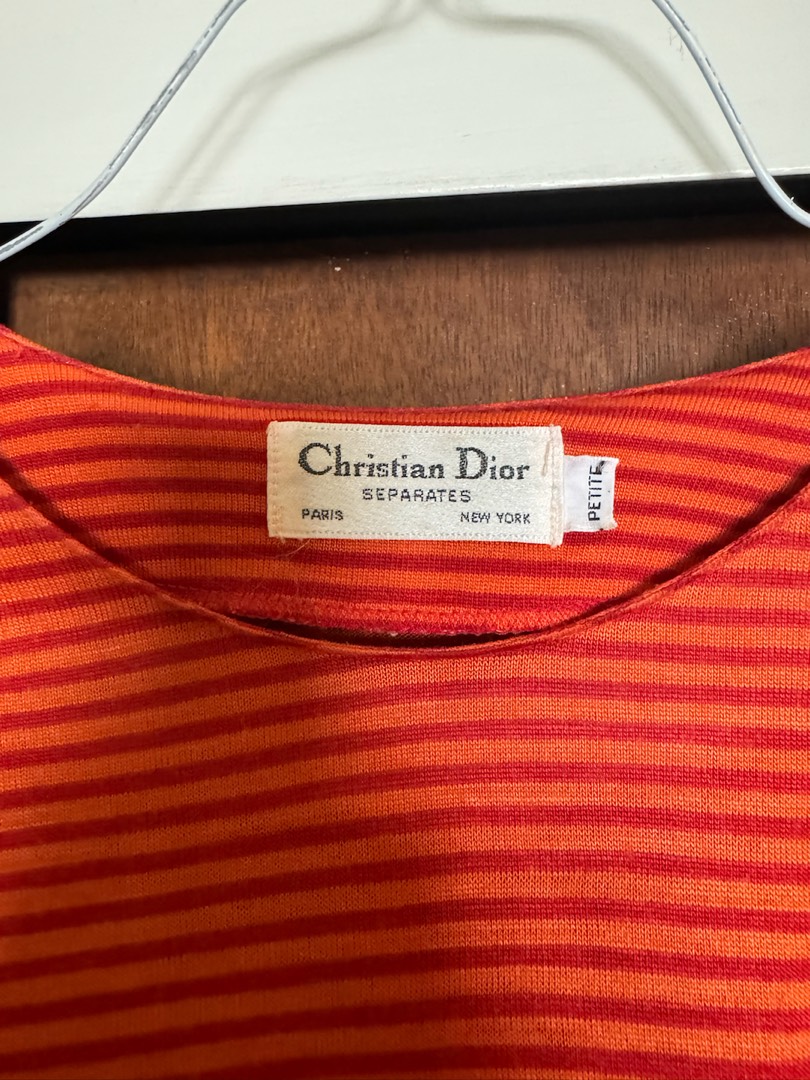 Christian Dior
SEPARATES
PARIS NEW YORK
PETITE